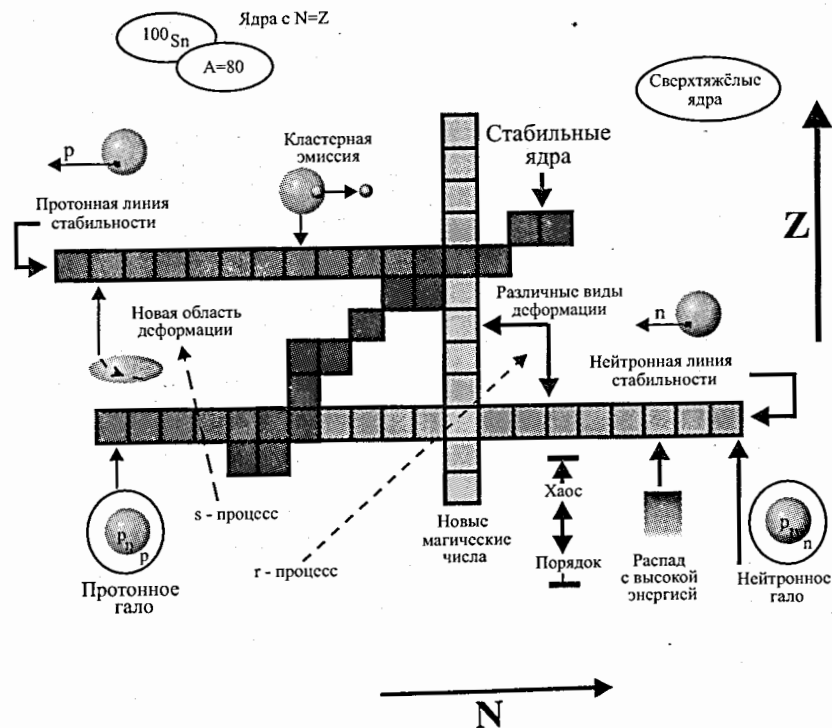 Ядра с N=Z
100Sn
A=80
Сверхтяжёлые
ядра
p
Кластерная
эмиссия
Стабильные
ядра
Протонная линия
стабильности
Z
Новая область
деформации
Различные виды
деформации
n
Нейтронная линия
стабильности
s - процесс
r - процесс
Новые
магические
числа
Хаос
Порядок
Распад
с высокой
энергией
p n p
Протонное
гало
p n n
Нейтронное
гало
N